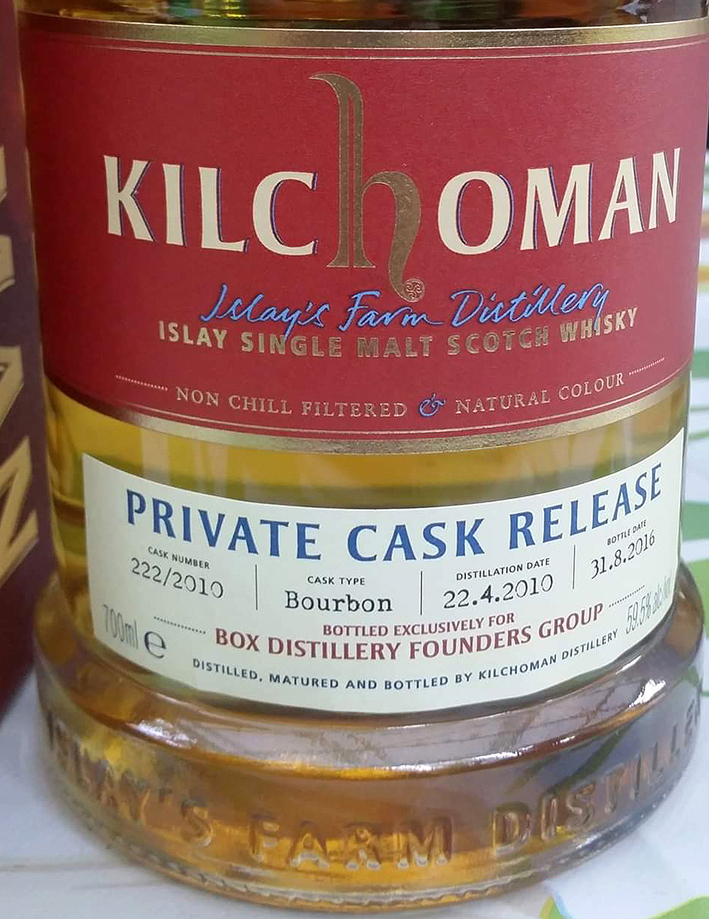 KILCHOMAN
Islay's Farm Distillery
ISLAY SINGLE MALT SCOTCH WHISKY
NON CHILL FILTERED & NATURAL COLOUR
PRIVATE CASK RELEASE
CASK NUMBER
222/2010
CASK TYPE
Bourbon
DISTILLATION DATE
22.4.2010
BOTTLE DATE
31.8.2016
700ml e
BOTTLED EXCLUSIVELY FOR
BOX DISTILLERY FOUNDERS GROUP
59.5% alc/vol
DISTILLED, MATURED AND BOTTLED BY KILCHOMAN DISTILLERY
ISLAY'S FARM DISTILLE